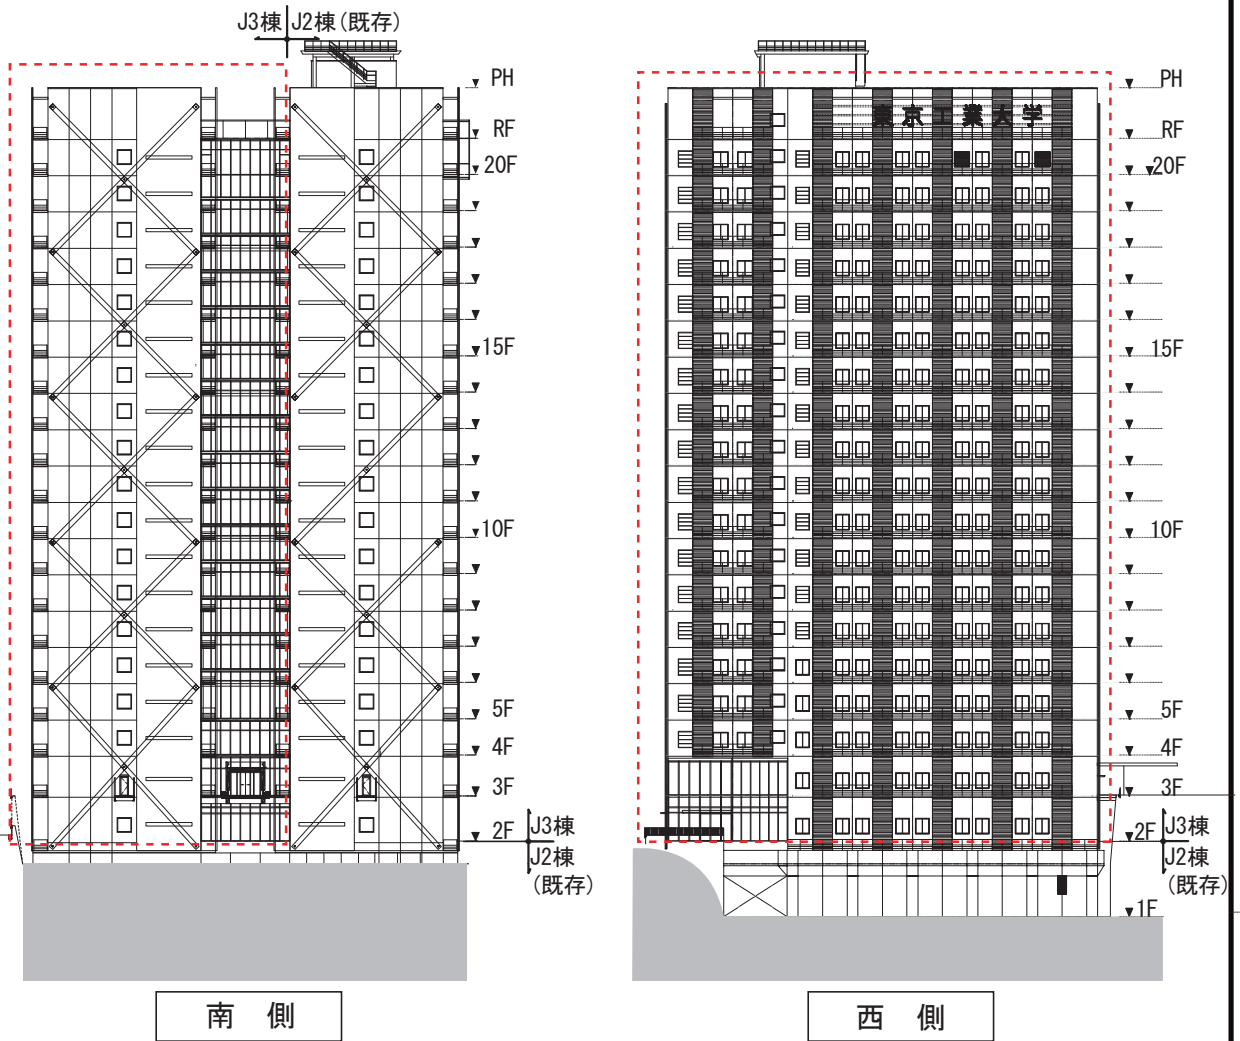 J3棟 J2棟(既存)
PH
RF
20F
15F
10F
5F
4F
3F
2F
J3棟
J2棟
(既存)
南側
東京工業大学
PH
RF
20F
15F
10F
5F
4F
3F
2F
J3棟
J2棟
(既存)
1F
西側